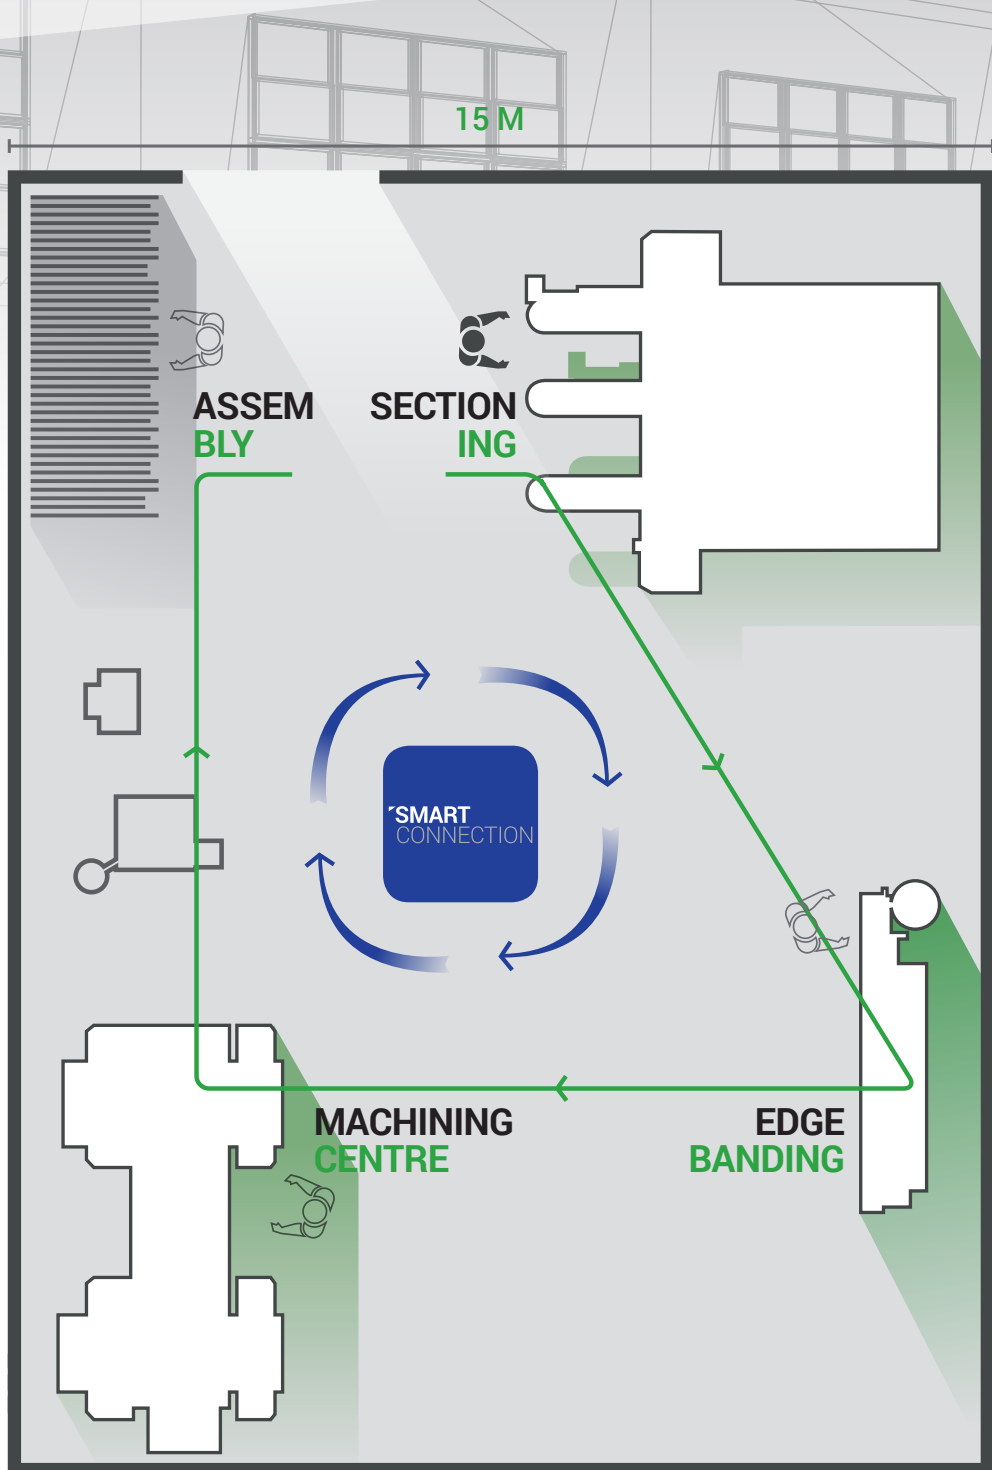 15 M
ASSEM
BLY
SECTION
ING
SMART
CONNECTION
MACHINING
CENTRE
EDGE
BANDING